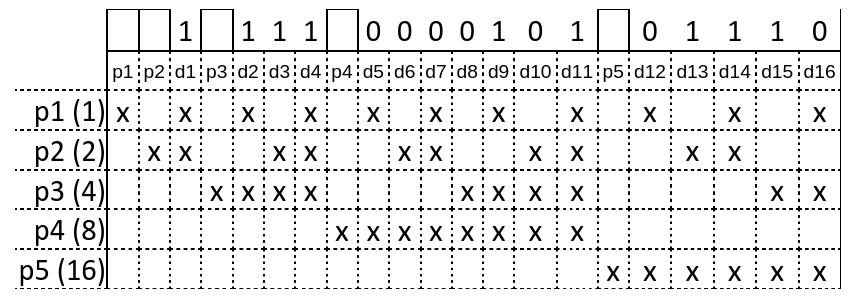 1 1 1 1 0 0 0 0 1 0 1 0 1 1 1 0
p1 p2 d1 p3 d2 d3 d4 p4 d5 d6 d7 d8 d9 d10 d11 p5 d12 d13 d14 d15 d16
p1 (1) x x x x x x x x x x
p2 (2) x x x x x x x x x x
p3 (4) x x x x x x x x x x
p4 (8) x x x x x x x x
p5 (16) x x x x x x